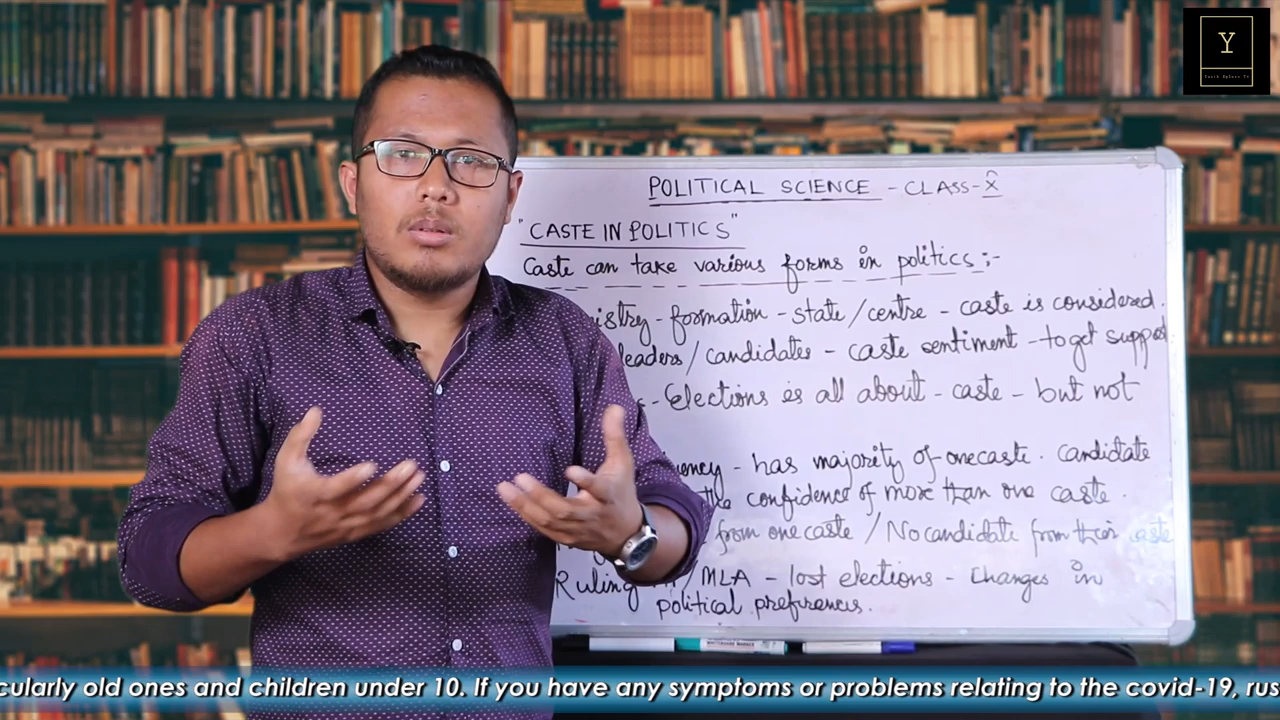 Y
POLITICAL SCIENCE - CLASS-X
"CASTE IN POLITICS"
Caste can take various forms in politics :-
istry - formation - state/centre - caste is considered.
leaders/candidates - caste sentiment - to get support
- Elections is all about - caste - but not
uency - has majority of one caste. candidate
the confidence of more than one caste.
from one caste / No candidate from their caste
Ruling /MLA - lost elections - changes in
political prefirences.
cularly old ones and children under 10. If you have any symptoms or problems relating to the covid-19, rus